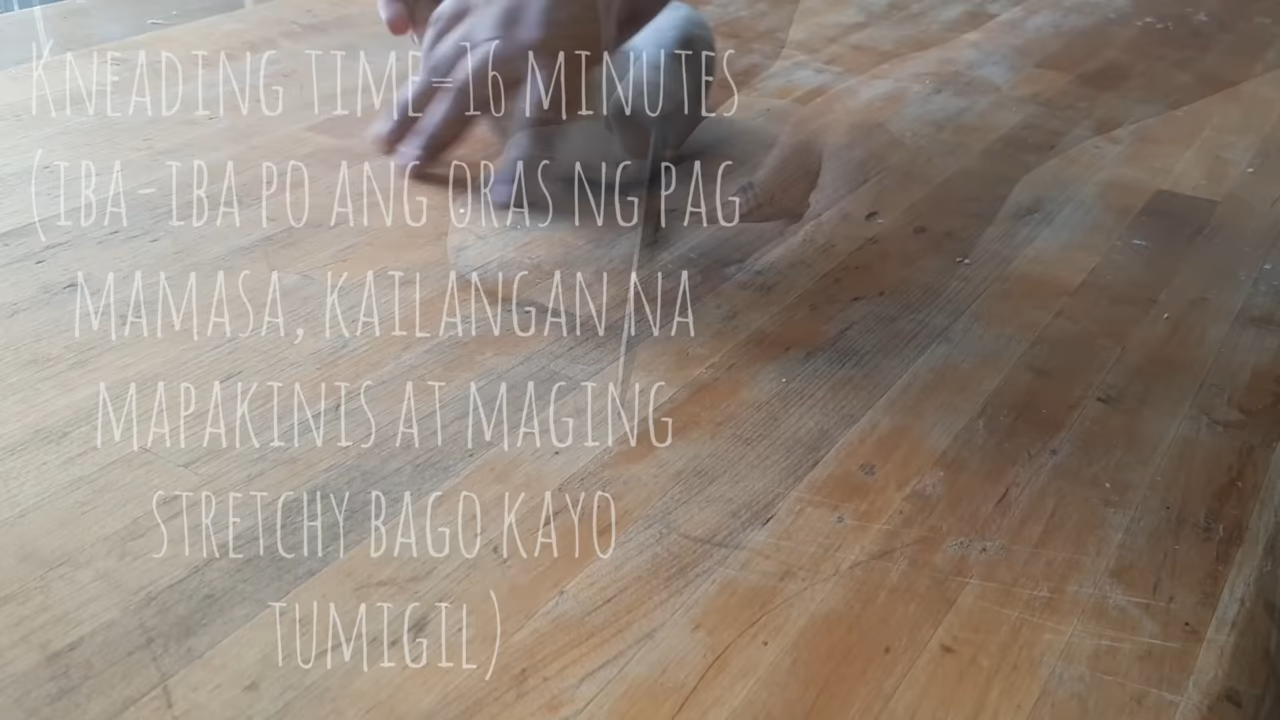 KNEADING TIME=16 MINUTES
(IBA-IBA PO ANG ORAS NG PAG
MAMASA, KAILANGAN NA
MAPAKINIS AT MAGING
STRETCHY BAGO KAYO
TUMIGIL)